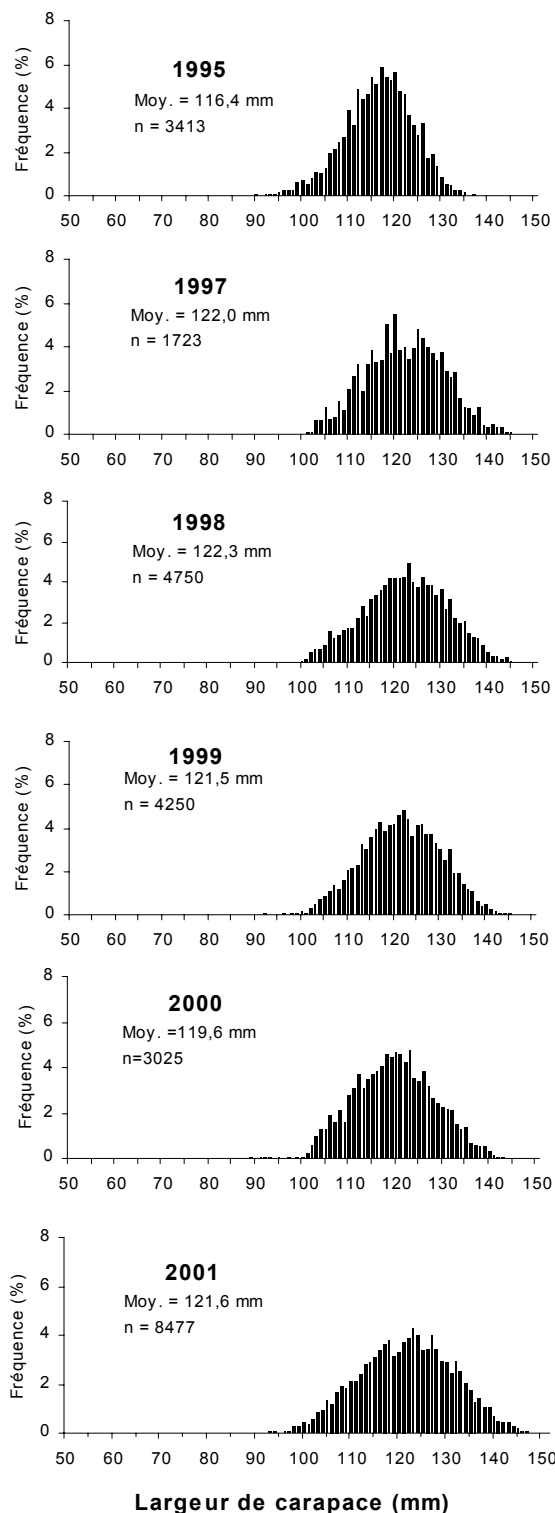 8
6
4
2
0
Fréquence (%)
1995
Moy. = 116,4 mm
n = 3413
50 60 70 80 90 100 110 120 130 140 150
8
6
4
2
0
Fréquence (%)
1997
Moy. = 122,0 mm
n = 1723
50 60 70 80 90 100 110 120 130 140 150
8
6
4
2
0
Fréquence (%)
1998
Moy. = 122,3 mm
n = 4750
50 60 70 80 90 100 110 120 130 140 150
8
6
4
2
0
Fréquence (%)
1999
Moy. = 121,5 mm
n = 4250
50 60 70 80 90 100 110 120 130 140 150
8
6
4
2
0
Fréquence (%)
2000
Moy. =119,6 mm
n=3025
50 60 70 80 90 100 110 120 130 140 150
8
6
4
2
0
Fréquence (%)
2001
Moy. = 121,6 mm
n = 8477
50 60 70 80 90 100 110 120 130 140 150
Largeur de carapace (mm)